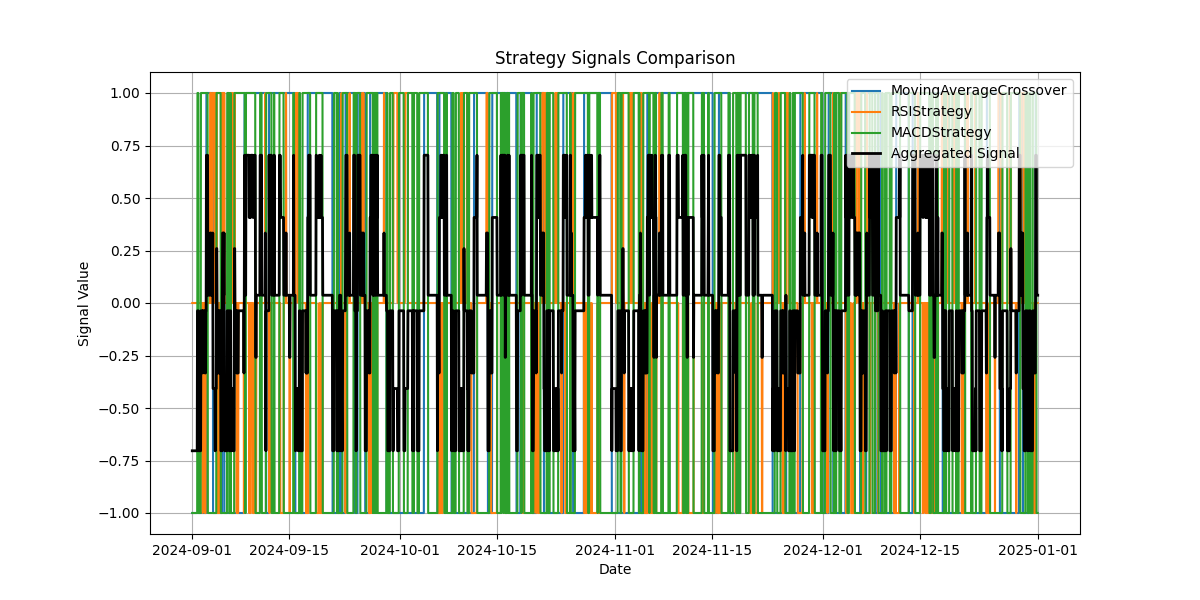 Strategy Signals Comparison
MovingAverageCrossover
RSIStrategy
MACDStrategy
Aggregated Signal
1.00
0.75
0.50
0.25
0.00
−0.25
−0.50
−0.75
−1.00
Signal Value
2024-09-01 2024-09-15 2024-10-01 2024-10-15 2024-11-01 2024-11-15 2024-12-01 2024-12-15 2025-01-01
Date